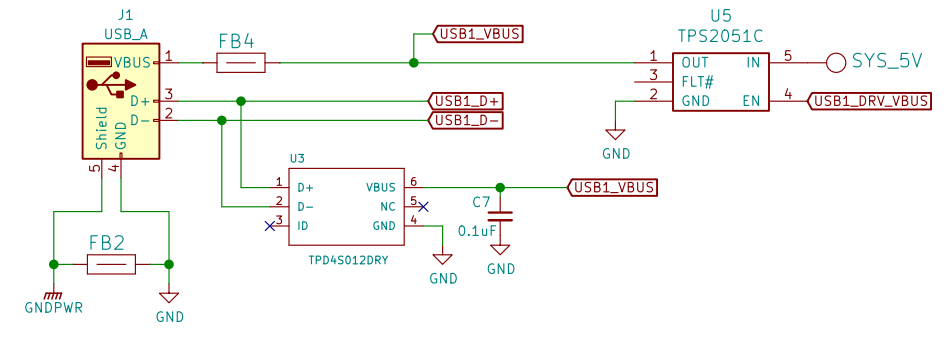 J1
USB_A
VBUS
1
D+
3
D-
2
Shield
GND
5
4
FB4
USB1_VBUS
USB1_D+
USB1_D-
U5
TPS2051C
1
OUT
IN
5
SYS_5V
3
FLT#
2
GND
EN
4
USB1_DRV_VBUS
GND
U3
1
D+
VBUS
6
USB1_VBUS
2
D-
NC
5
3
ID
GND
4
TPD4S012DRY
C7
0.1uF
GND
GND
FB2
GNDPWR
GND